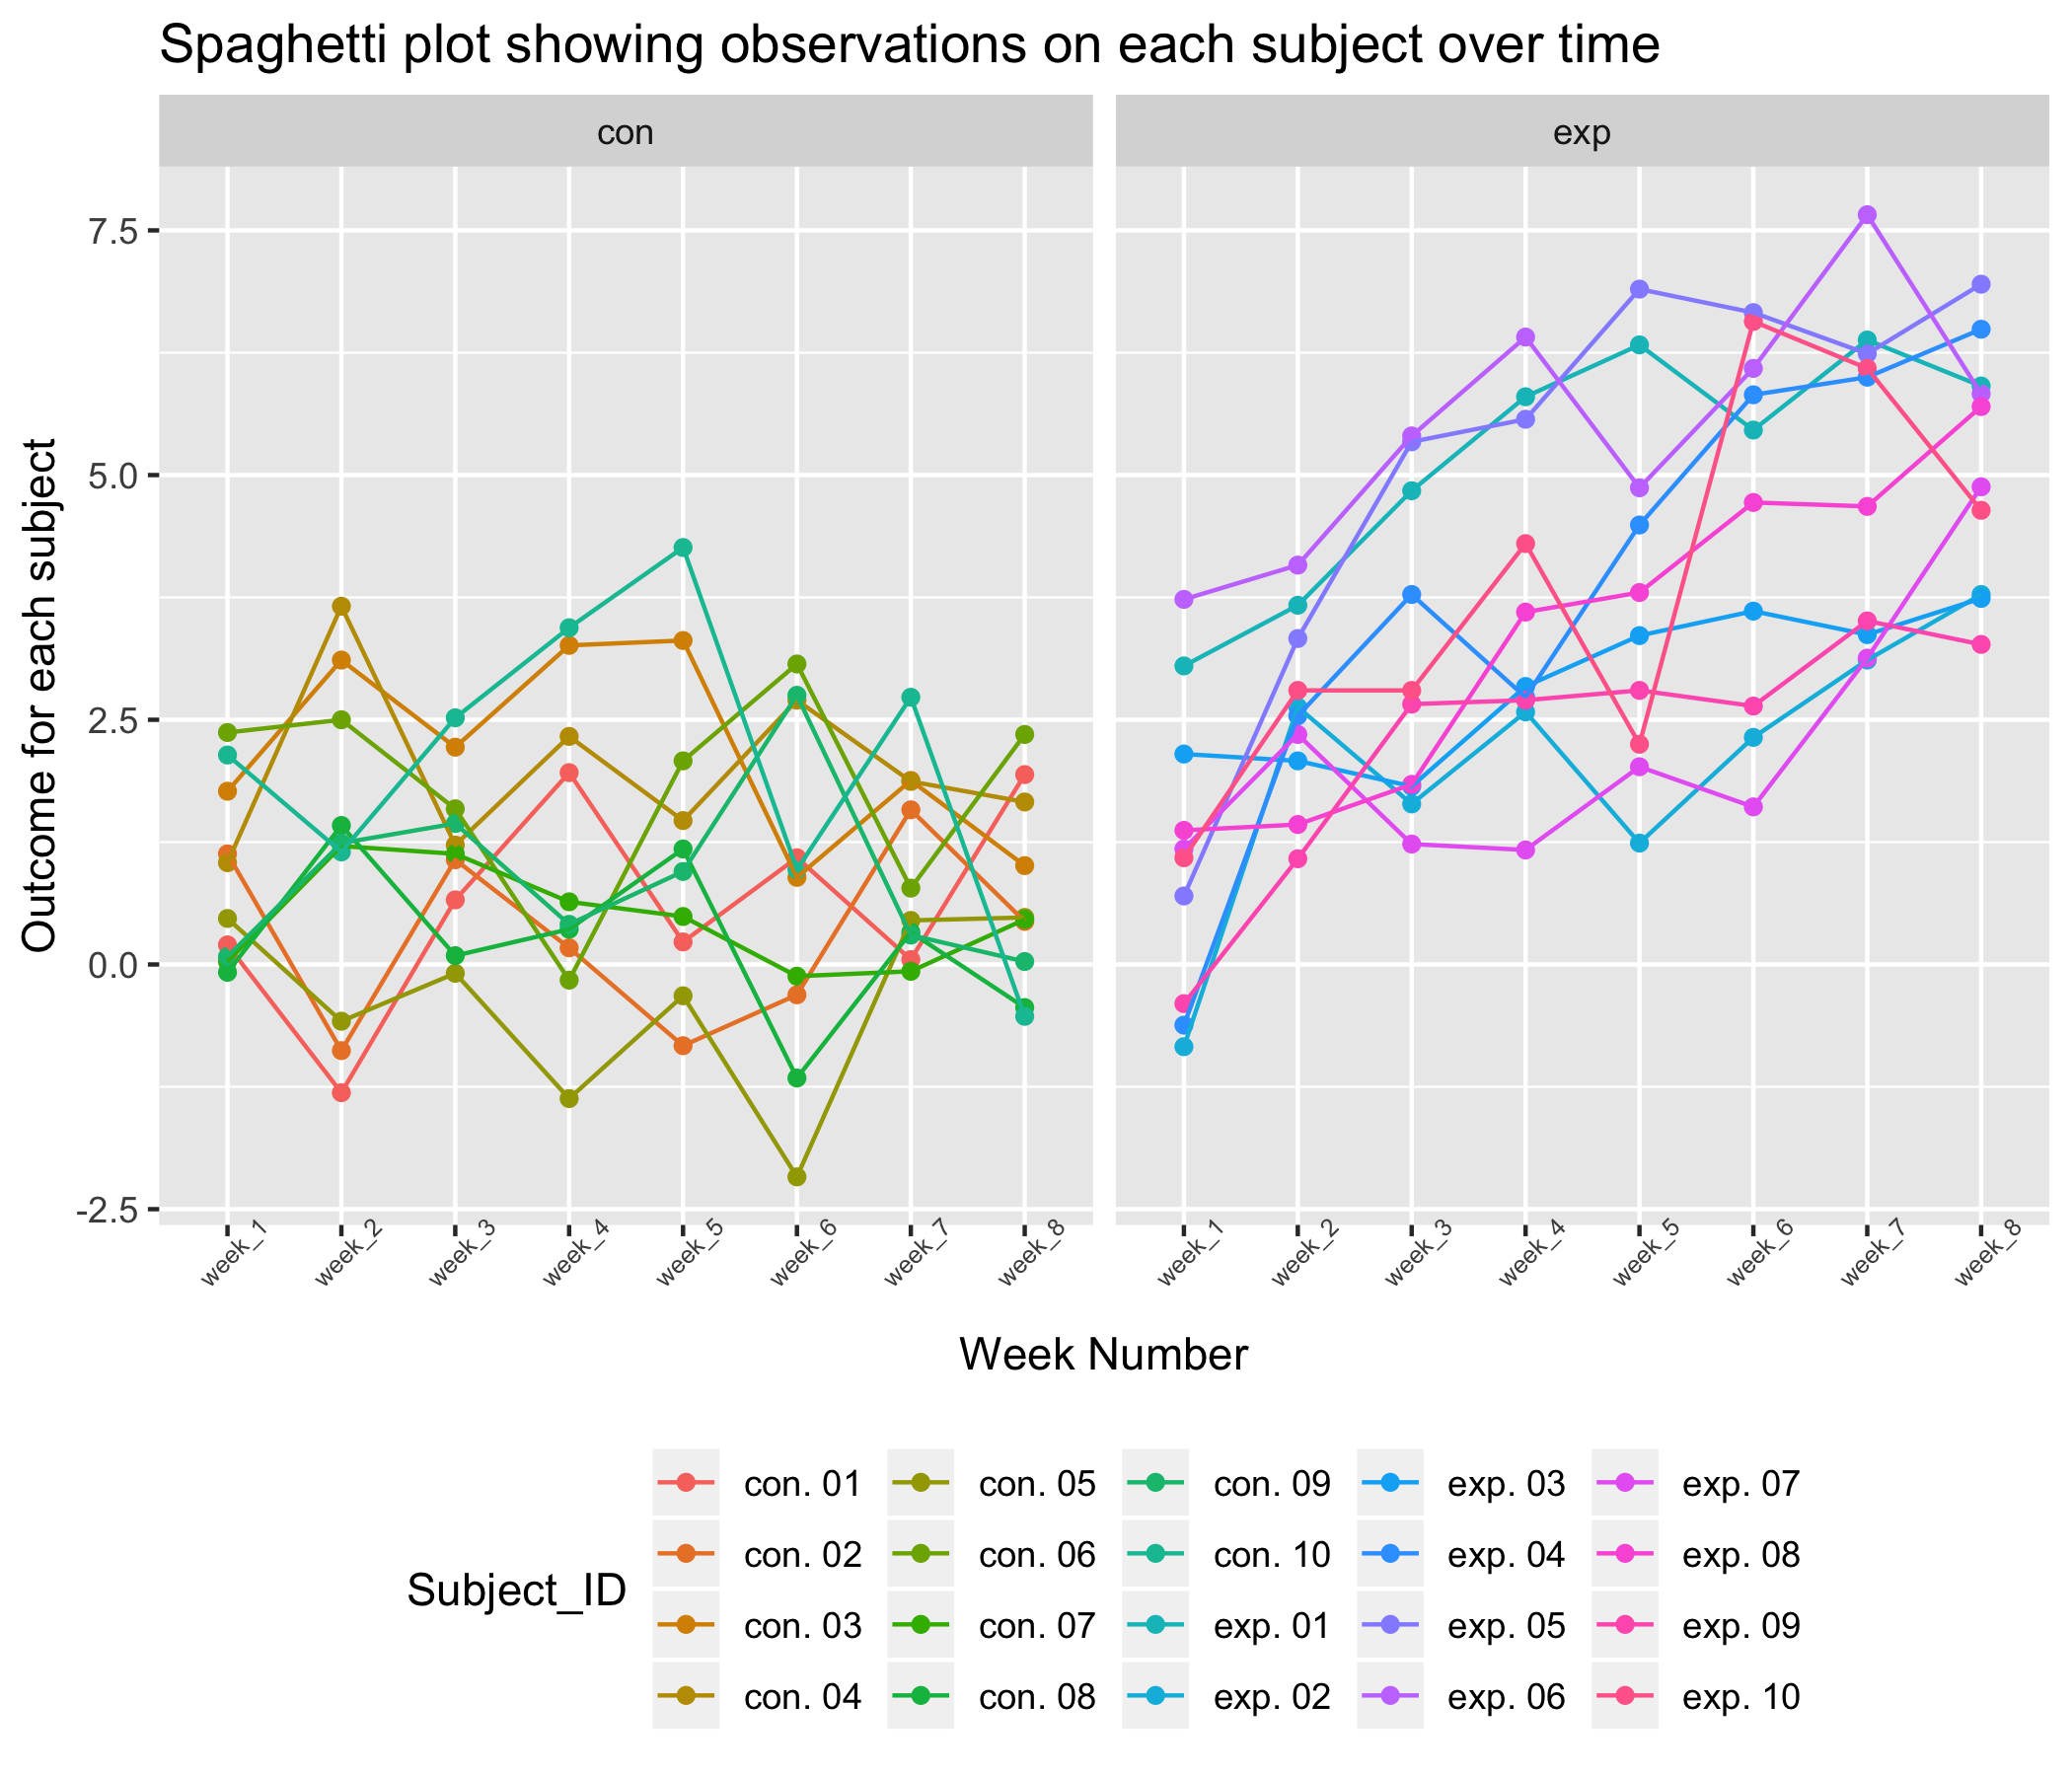 Spaghetti plot showing observations on each subject over time
con
exp
Outcome for each subject
7.5
5.0
2.5
0.0
-2.5
week_1 week_2 week_3 week_4 week_5 week_6 week_7 week_8
week_1 week_2 week_3 week_4 week_5 week_6 week_7 week_8
Week Number
Subject_ID
con. 01 con. 05 con. 09 exp. 03 exp. 07
con. 02 con. 06 con. 10 exp. 04 exp. 08
con. 03 con. 07 exp. 01 exp. 05 exp. 09
con. 04 con. 08 exp. 02 exp. 06 exp. 10